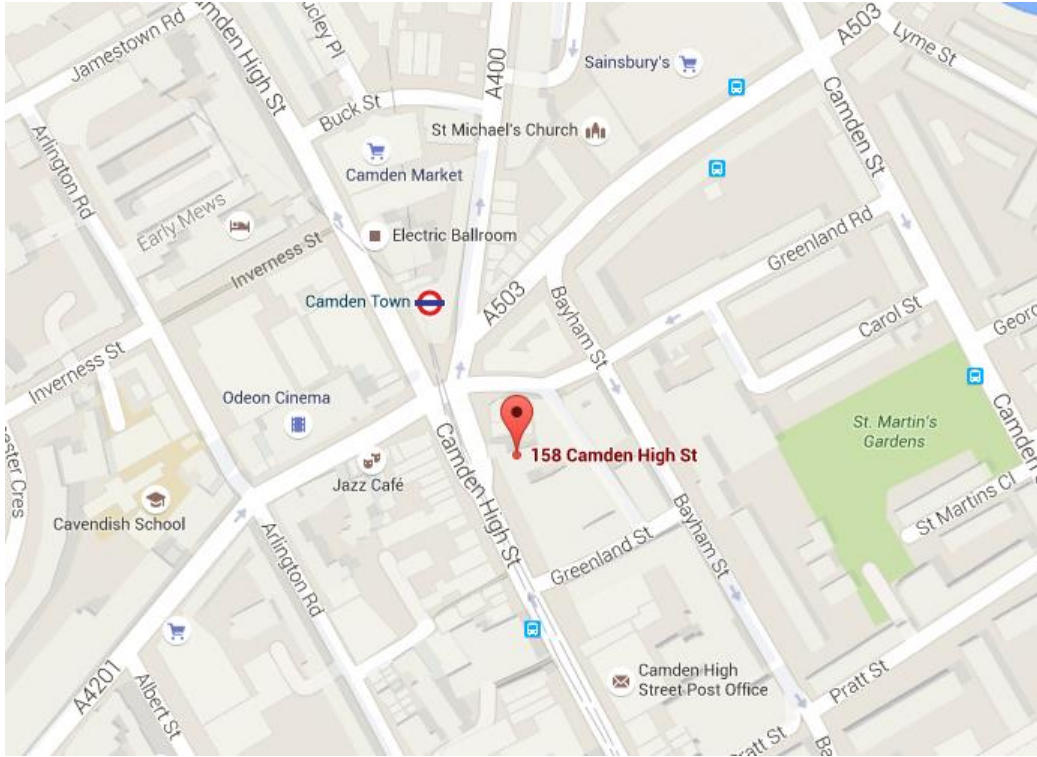 Jamestown Rd
Camden High St
A400
Sainsbury's
A503
Lyme St
Buck St
St Michael's Church
Camden Market
Camden St
Arlington Rd
Early Mews
Electric Ballroom
Inverness St
Greenland Rd
Camden Town
A503
Bayham St
Carol St
Inverness St
Odeon Cinema
St. Martin's
Gardens
Camden
158 Camden High St
Jazz Café
Camden High St
Cavendish School
St Martins Cl
Arlington Rd
Bayham St
Greenland St
Camden High
Street Post Office
Pratt St
A4201
Albert St